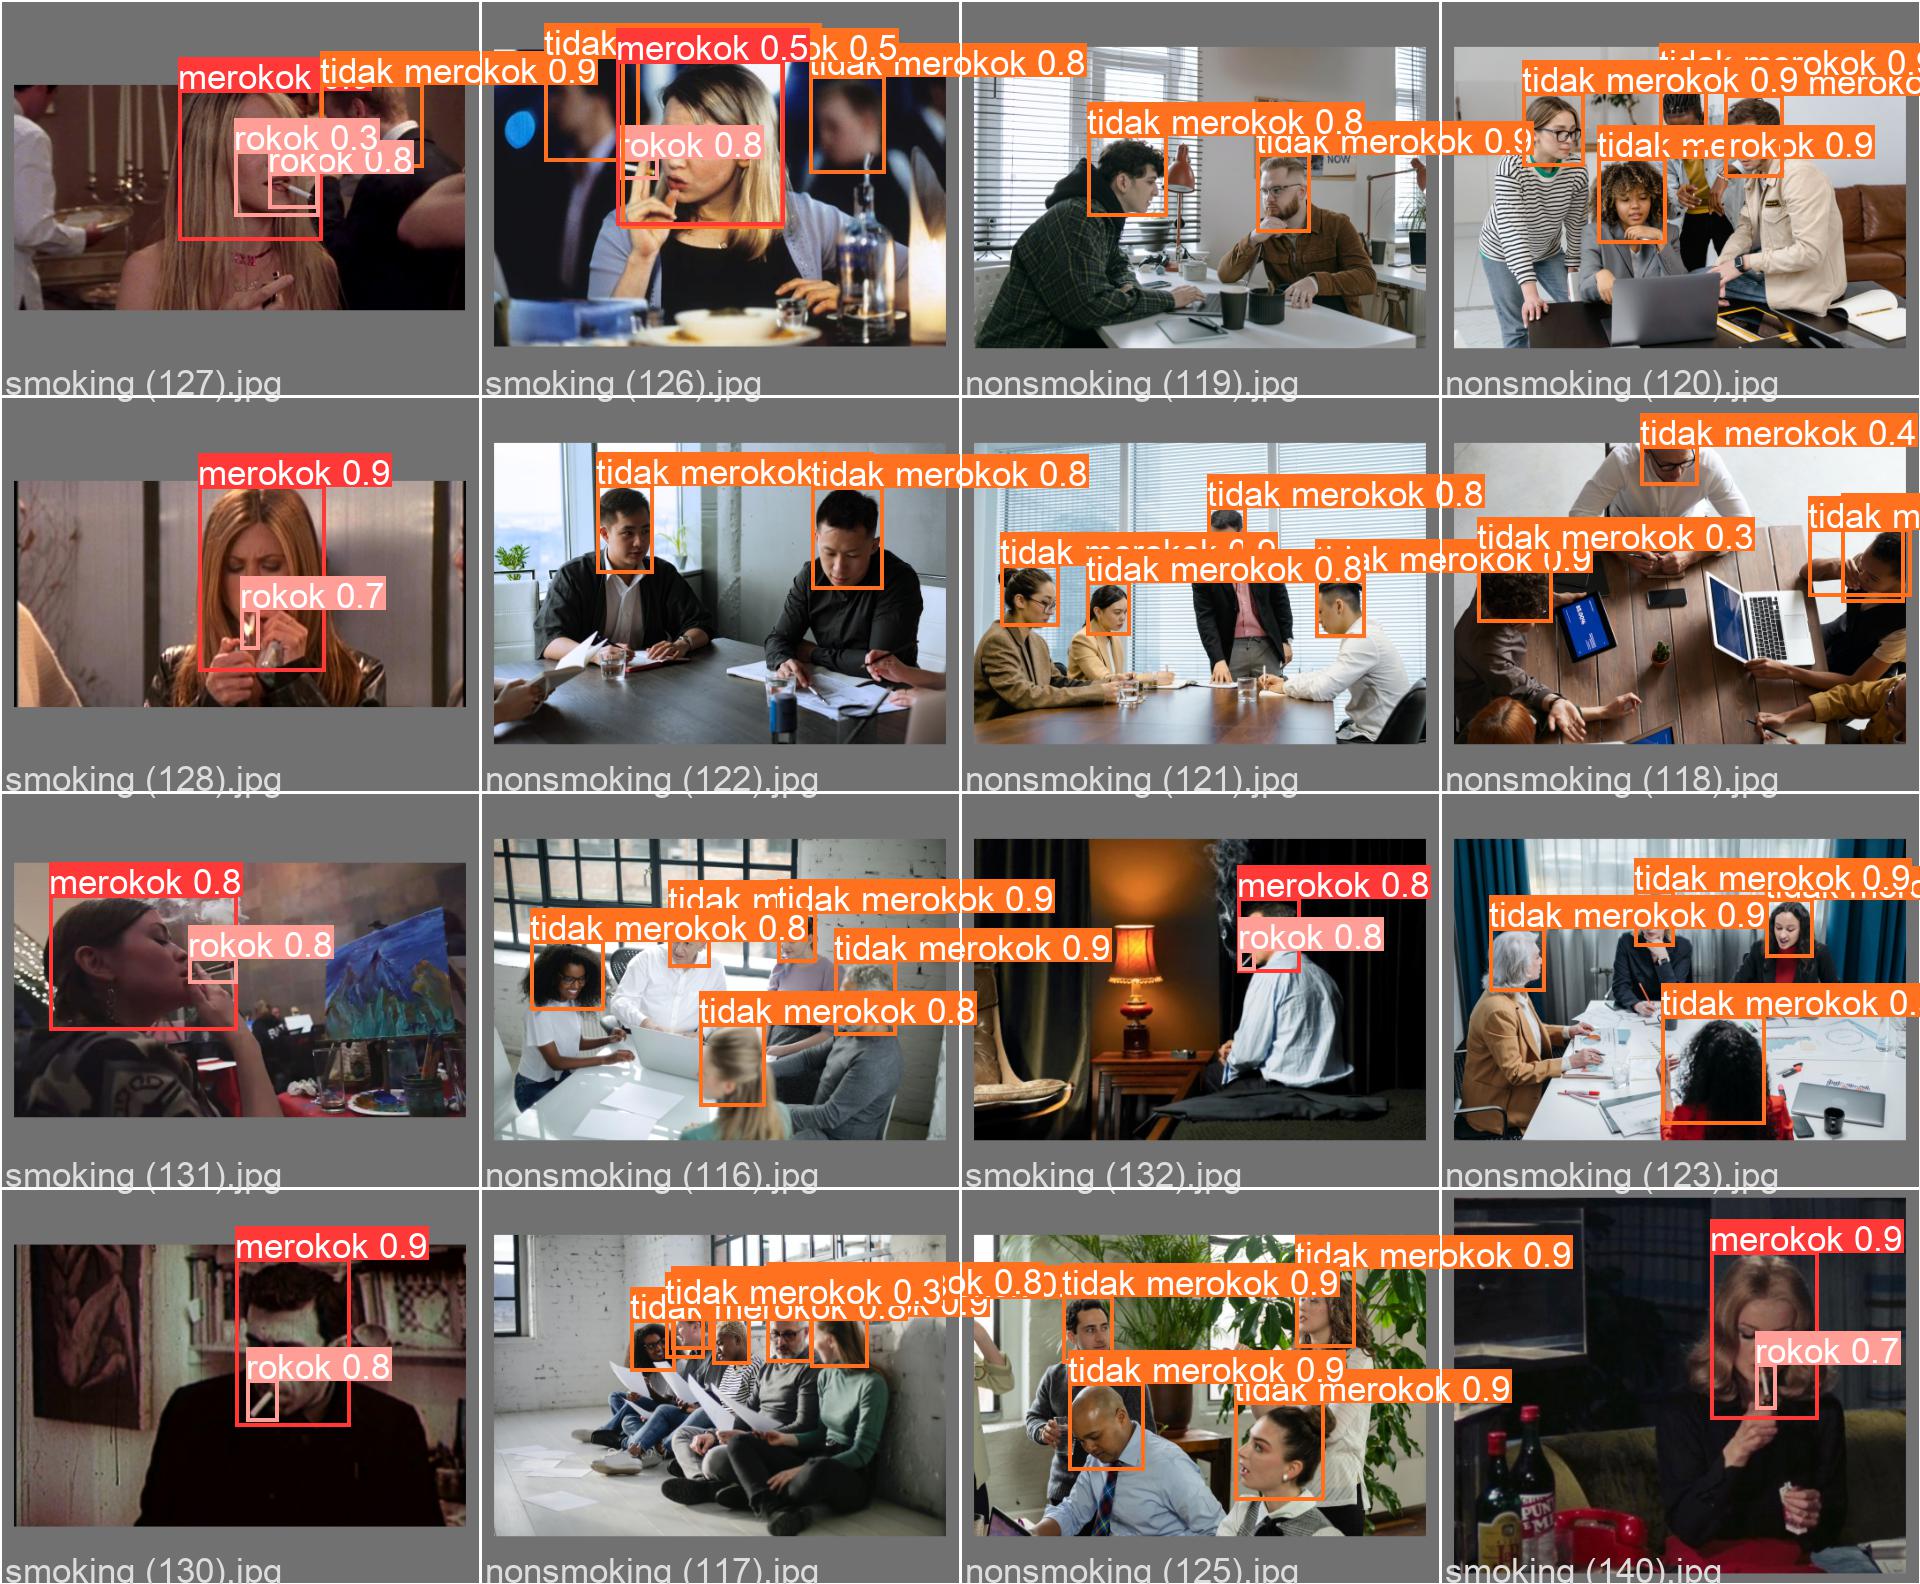 merokok
tidak merokok 0.9
rokok 0.3
rokok 0.8
smoking (127).jpg
tidak
merokok 0.5
ok 0.5
tidak merokok 0.8
rokok 0.8
smoking (126).jpg
tidak merokok 0.8
tidak merokok 0.9
NOW
nonsmoking (119).jpg
tidak merokok 0.9
tidak merokok 0.9
meroko
tidak merokok 0.9
nonsmoking (120).jpg
merokok 0.9
rokok 0.7
smoking (128).jpg
tidak merokok
tidak merokok 0.8
nonsmoking (122).jpg
tidak merokok 0.8
tidak merokok 0.9
tidak merokok 0.8
ak merokok 0.9
nonsmoking (121).jpg
tidak merokok 0.4
tidak m
tidak merokok 0.3
nonsmoking (118).jpg
merokok 0.8
rokok 0.8
smoking (131).jpg
tidak m
tidak merokok 0.9
tidak merokok 0.8
tidak merokok 0.9
tidak merokok 0.8
nonsmoking (116).jpg
merokok 0.8
rokok 0.8
smoking (132).jpg
tidak merokok 0.9
tidak merokok 0.9
tidak merokok 0.
nonsmoking (123).jpg
merokok 0.9
rokok 0.8
smoking (130).jpg
tidak merokok 0.3
ok 0.8
tidak merokok 0.8
0.9
nonsmoking (117).jpg
tidak merokok 0.9
tidak merokok 0.9
tidak merokok 0.9
tidak merokok 0.9
nonsmoking (125).jpg
merokok 0.9
rokok 0.7
PUNT
smoking (140).jpg